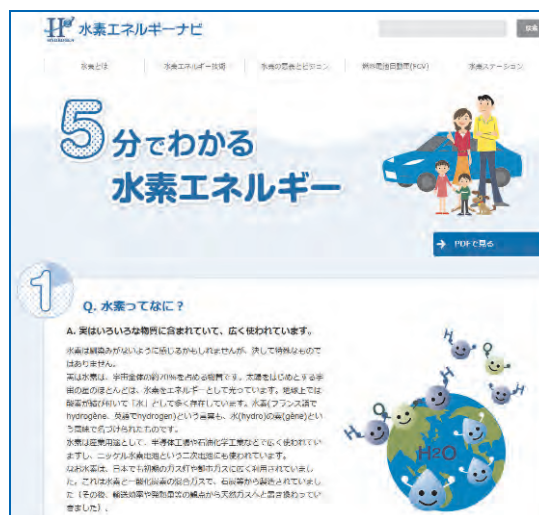 水素エネルギーナビ
検索
水素とは
水素エネルギー技術
水素の意義とビジョン
燃料電池自動車(FCV)
水素ステーション
5分でわかる
水素エネルギー
PDFで見る
1
Q. 水素ってなに？
A. 実はいろいろな物質に含まれていて、広く使われています。
水素は馴染みがないように感じるかもしれませんが、決して特殊なもので
はありません。
実は水素は、宇宙全体の約70%を占める物質です。太陽をはじめとする宇
宙の星のほとんどは、水素をエネルギーとして光っています。地球上では
酸素が結び付いて「水」として多く存在しています。水素(フランス語で
hydrogène、英語でhydrogen)という言葉も、水(hydro)の素(gène)とい
う意味で名づけられたものです。
水素は産業用途として、半導体工場や石油化学工業などで広く使われてい
ますし、ニッケル水素電池という二次電池にも使われています。
なお水素は、日本でも初期のガス灯や都市ガスに広く利用されていまし
た。これは水素と一酸化炭素の混合ガスで、石炭等から製造されていまし
た（その後、輸送効率や発熱量等の観点から天然ガスへと置き換わってい
きました）。
H
O
H
H
O
H
H
O
H
H2O